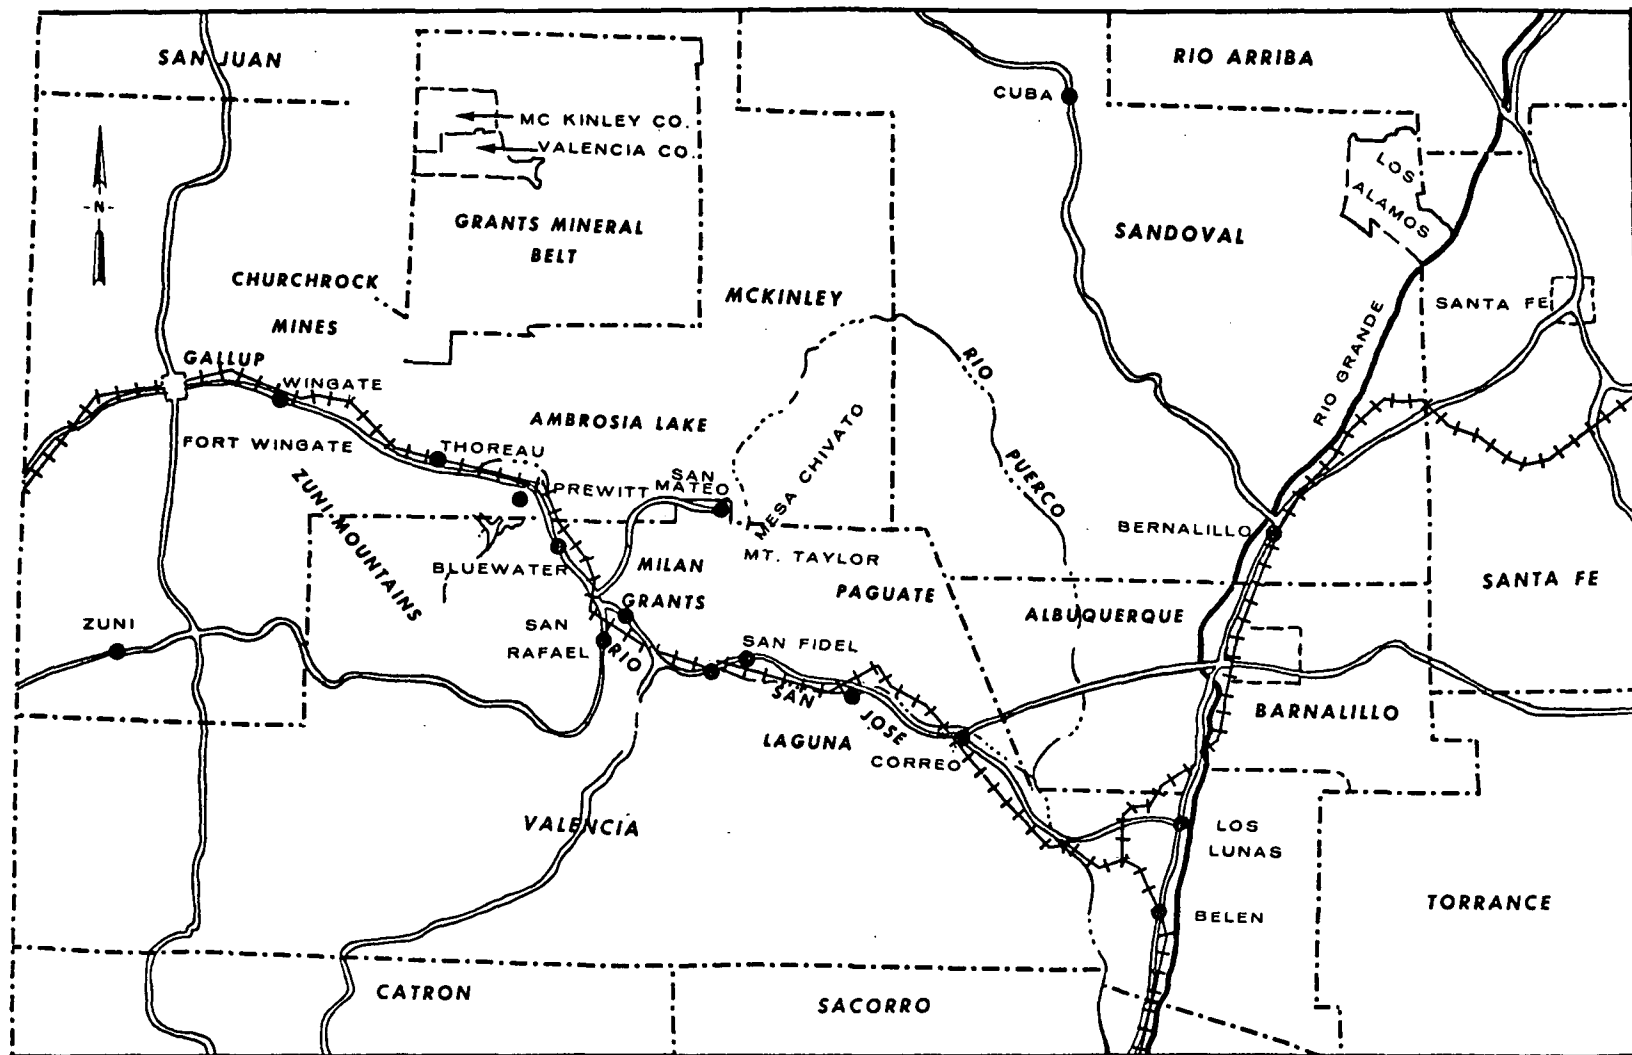 SAN JUAN
RIO ARRIBA
CUBA
MC KINLEY CO.
VALENCIA CO.
LOS
ALAMOS
-N-
GRANTS MINERAL
BELT
SANDOVAL
CHURCHROCK
MINES
MCKINLEY
SANTA FE
RIO GRANDE
GALLUP
WINGATE
RIO
PUERCO
AMBROSIA LAKE
FORT WINGATE
THOREAU
MESA CHIVATO
ZUNI MOUNTAINS
PREWITT
SAN
MATEO
BERNALILLO
MT. TAYLOR
BLUEWATER
MILAN
PAGUATE
SANTA FE
GRANTS
ALBUQUERQUE
ZUNI
SAN
RAFAEL
RIO
SAN FIDEL
SAN
JOSE
BARNALILLO
LAGUNA
CORREO
VALENCIA
LOS
LUNAS
TORRANCE
BELEN
CATRON
SACORRO